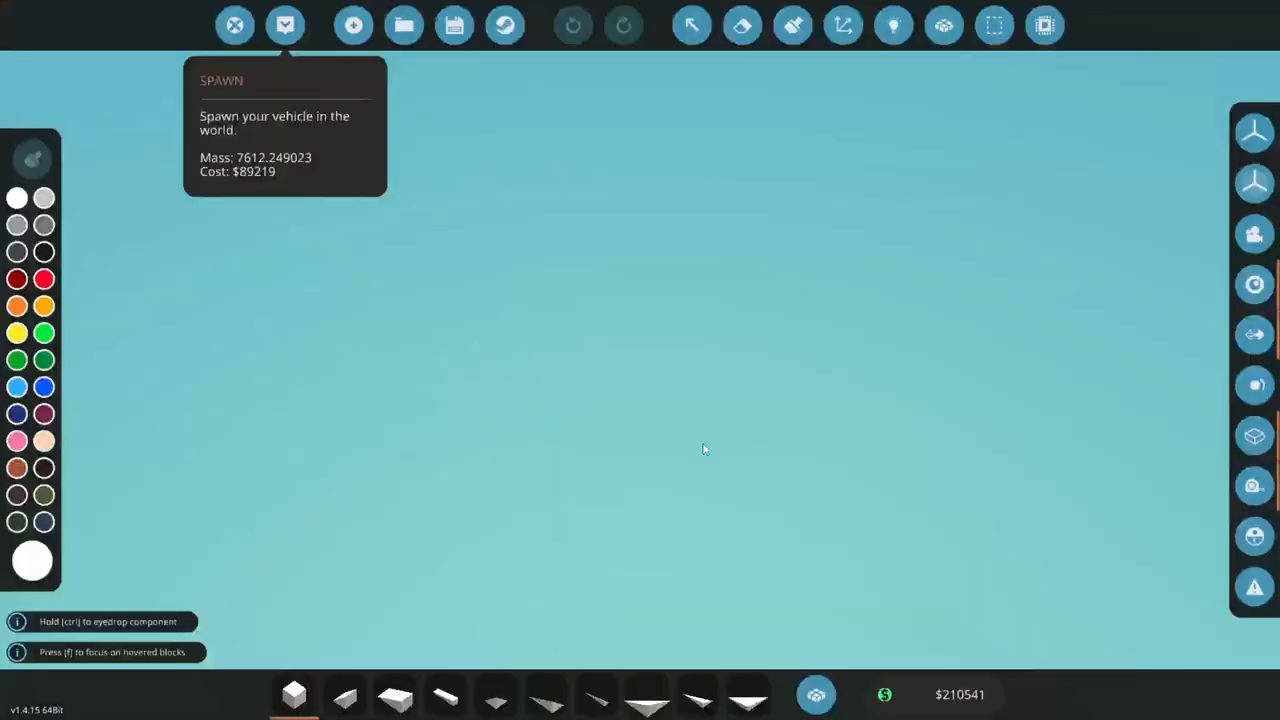 SPAWN
Spawn your vehicle in the
world.
Mass: 7612.249023
Cost: $89219
Hold [ctrl] to eyedrop component
Press [f] to focus on hovered blocks
v1.4.15 64Bit
$210541